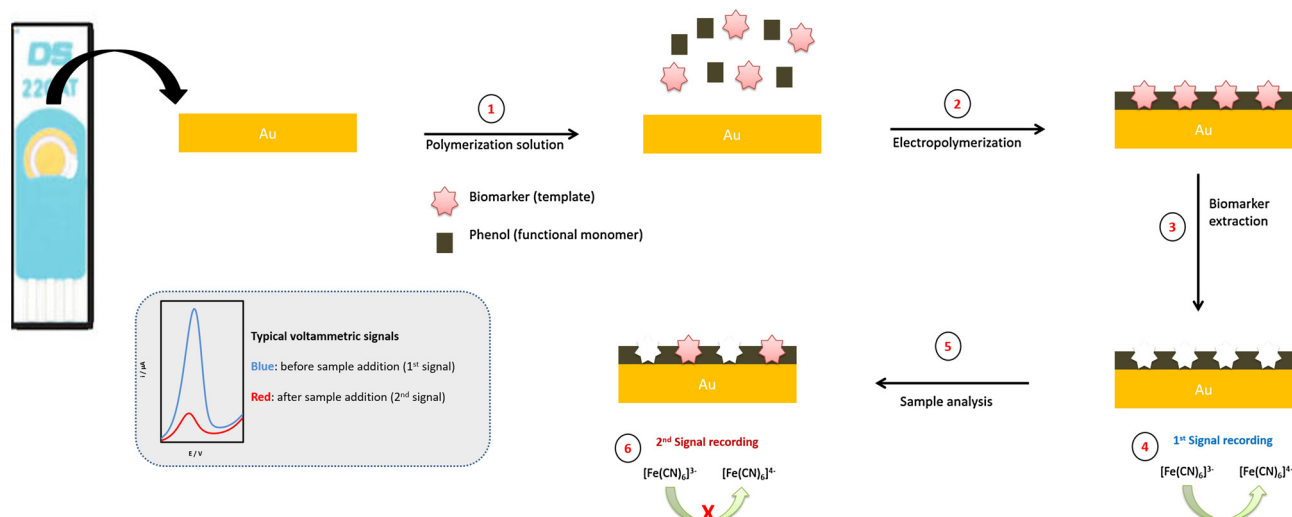 DS
220AT
Au
1
Polymerization solution
Au
2
Electropolymerization
Au
Biomarker (template)
Phenol (functional monomer)
3
Biomarker
extraction
Typical voltammetric signals
Blue: before sample addition (1st signal)
Red: after sample addition (2nd signal)
i / µA
E / V
Au
5
Sample analysis
Au
6
2nd Signal recording
[Fe(CN)6]3- [Fe(CN)6]4-
X
4
1st Signal recording
[Fe(CN)6]3- [Fe(CN)6]4-